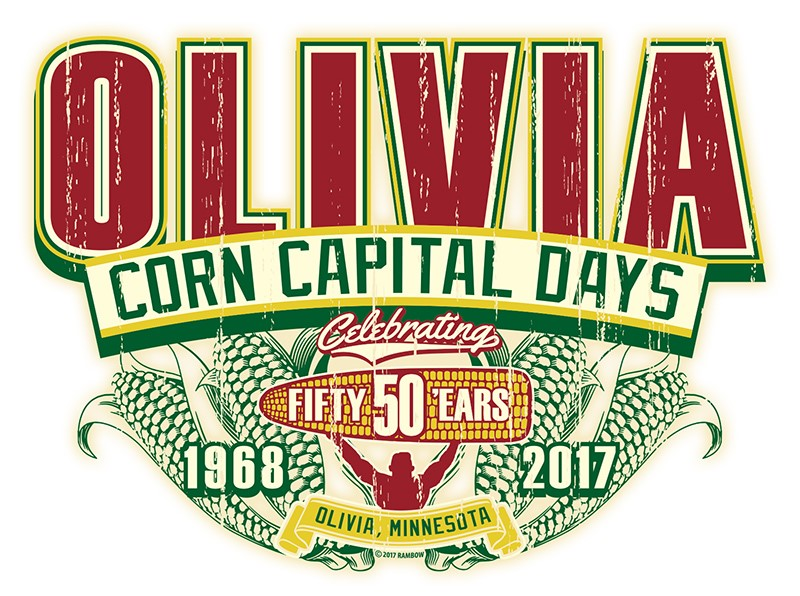 OLIVIA
CORN CAPITAL DAYS
Celebrating
FIFTY 50 'EARS
1968 2017
OLIVIA, MINNESOTA
© 2017 RAMBOW